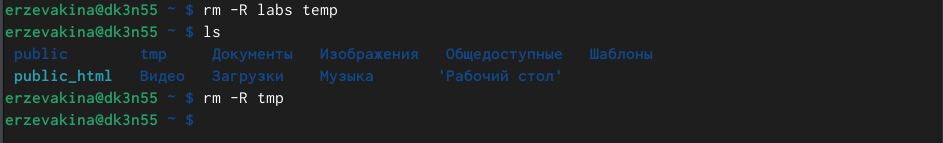 erzevakina@dk3n55 ~ $ rm -R labs temp
erzevakina@dk3n55 ~ $ ls
public tmp Документы Изображения Общедоступные Шаблоны
public_html Видео Загрузки Музыка 'Рабочий стол'
erzevakina@dk3n55 ~ $ rm -R tmp
erzevakina@dk3n55 ~ $